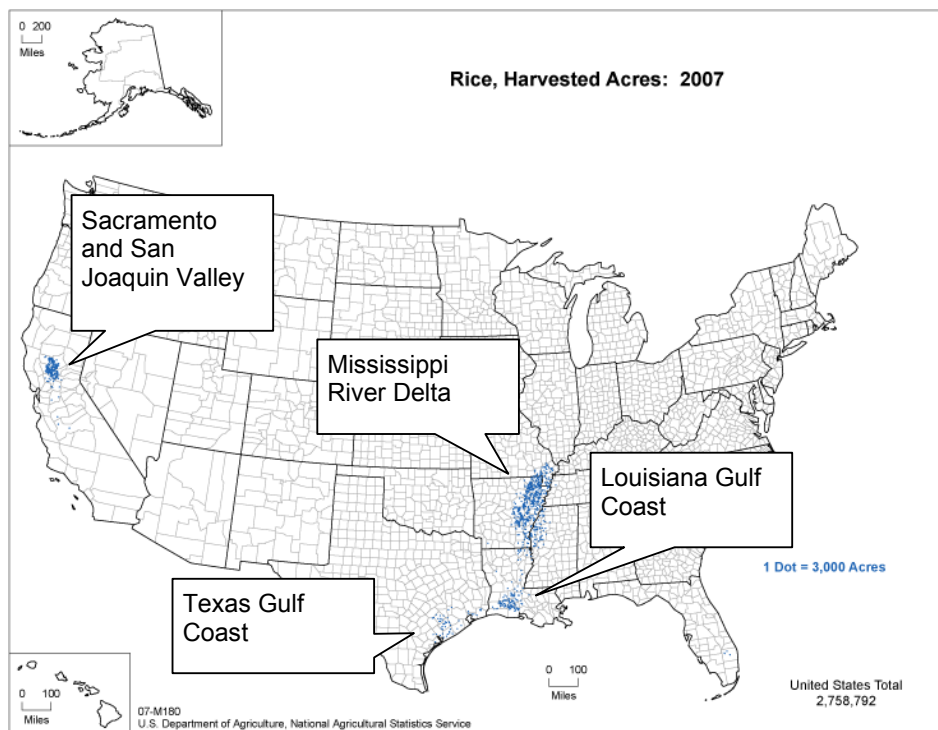 0 200
Miles
Rice, Harvested Acres: 2007
Sacramento
and San
Joaquin Valley
Mississippi
River Delta
Louisiana Gulf
Coast
1 Dot = 3,000 Acres
Texas Gulf
Coast
0 100
Miles
0 100
Miles
United States Total
2,758,792
07-M180
U.S. Department of Agriculture, National Agricultural Statistics Service